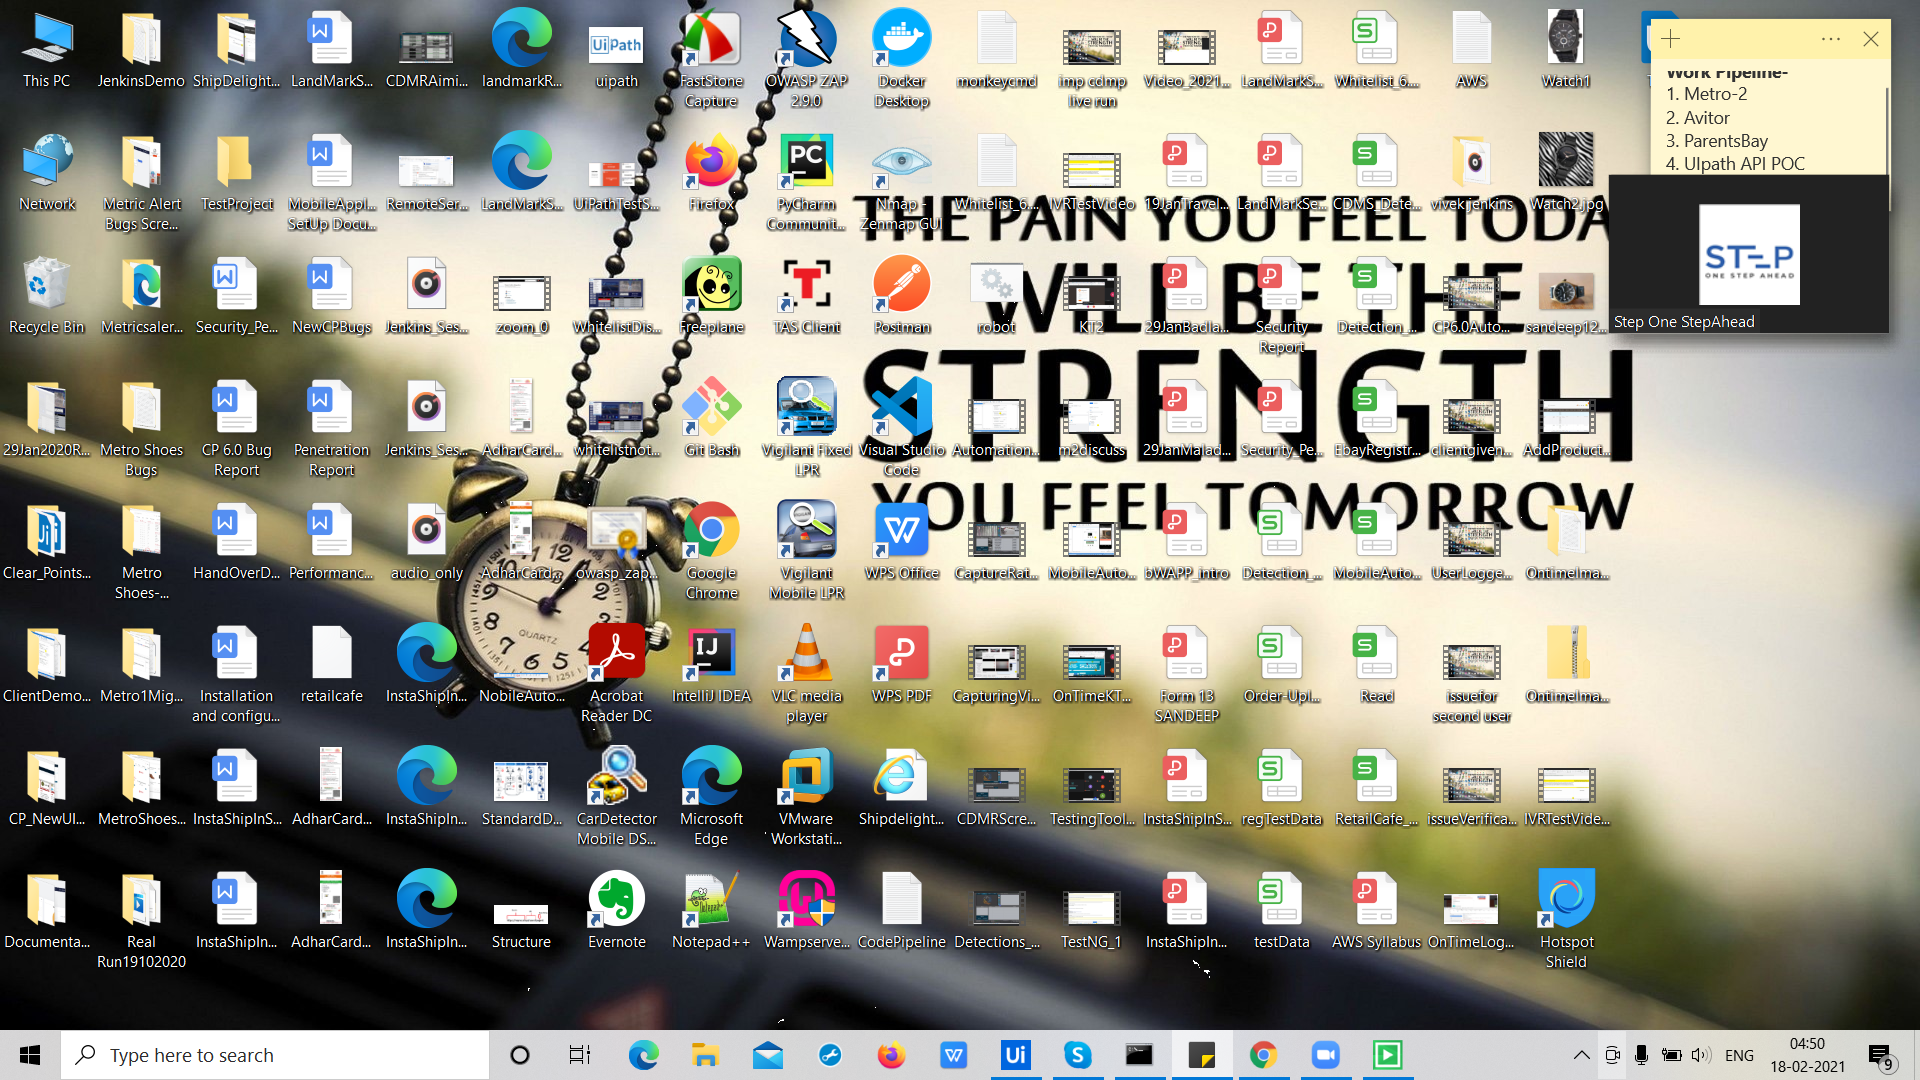 This PC
JenkinsDemo
ShipDelight...
LandMarkS...
CDMRAimi...
landmarkR...
uipath
FastStone Capture
OWASP ZAP 2.9.0
Docker Desktop
monkeycmd
imp cdmp live run
Video_2021...
LandMarkS...
Whitelist_6....
AWS
Watch1
Network
Metric Alert Bugs Scre...
TestProject
MobileAppl... SetUp Docu...
RemoteSer...
LandMarkS...
UiPathTestS...
Firefox
PyCharm Communit...
Nmap - Zenmap GUI
Whitelist_6....
IVRTestVideo
19JanTravel...
LandMarkSe...
CDMS_Dete...
vivek jenkins
Watch2.jpg
Recycle Bin
Metricsaler...
Security_Pe...
NewCPBugs
Jenkins_Ses...
zoom_0
WhitelistDis...
Freeplane
TAS Client
Postman
robot
KT2
29JanBadla...
Security Report
Detection_...
CP6.0Auto...
sandeep12...
29Jan2020R...
Metro Shoes Bugs
CP 6.0 Bug Report
Penetration Report
Jenkins_Ses...
AdharCard...
whitelistnot...
Git Bash
Vigilant Fixed LPR
Visual Studio Code
Automation...
m2discuss
29JanMalad...
Security_Pe...
EbayRegistr...
clientgiven...
AddProduct...
Clear_Points...
Metro Shoes-...
HandOverD...
Performanc...
audio_only
AdharCard...
owasp_zap...
Google Chrome
Vigilant Mobile LPR
WPS Office
CaptureRat...
MobileAuto...
bWAPP_intro
Detection_...
MobileAuto...
UserLogge...
OntimeIma...
ClientDemo...
Metro1Mig...
Installation and configu...
retailcafe
InstaShipIn...
NobileAuto...
Acrobat Reader DC
IntelliJ IDEA
VLC media player
WPS PDF
CapturingVi...
OnTimeKT...
Form 13 SANDEEP
Order-Upl...
Read
issuefor second user
OntimeIma...
CP_NewUI...
MetroShoes...
InstaShipInS...
AdharCard...
InstaShipIn...
StandardD...
CarDetector Mobile DS...
Microsoft Edge
VMware Workstati...
Shipdelight...
CDMRScre...
TestingTool...
InstaShipInS...
regTestData
RetailCafe_...
issueVerifica...
IVRTestVide...
Documenta...
Real Run19102020
InstaShipIn...
AdharCard...
InstaShipIn...
Structure
Evernote
Notepad++
Wampserve...
CodePipeline
Detections_...
TestNG_1
InstaShipIn...
testData
AWS Syllabus
OnTimeLog...
Hotspot Shield
THE PAIN YOU FEEL TODA
WILL BE THE
STRENGTH
YOU FEEL TOMORROW
Work Pipeline-
1. Metro-2
2. Avitor
3. ParentsBay
4. UIpath API POC
STEP
ONE STEP AHEAD
Step One StepAhead
QUARTZ
Type here to search
ENG
04:50
18-02-2021
9